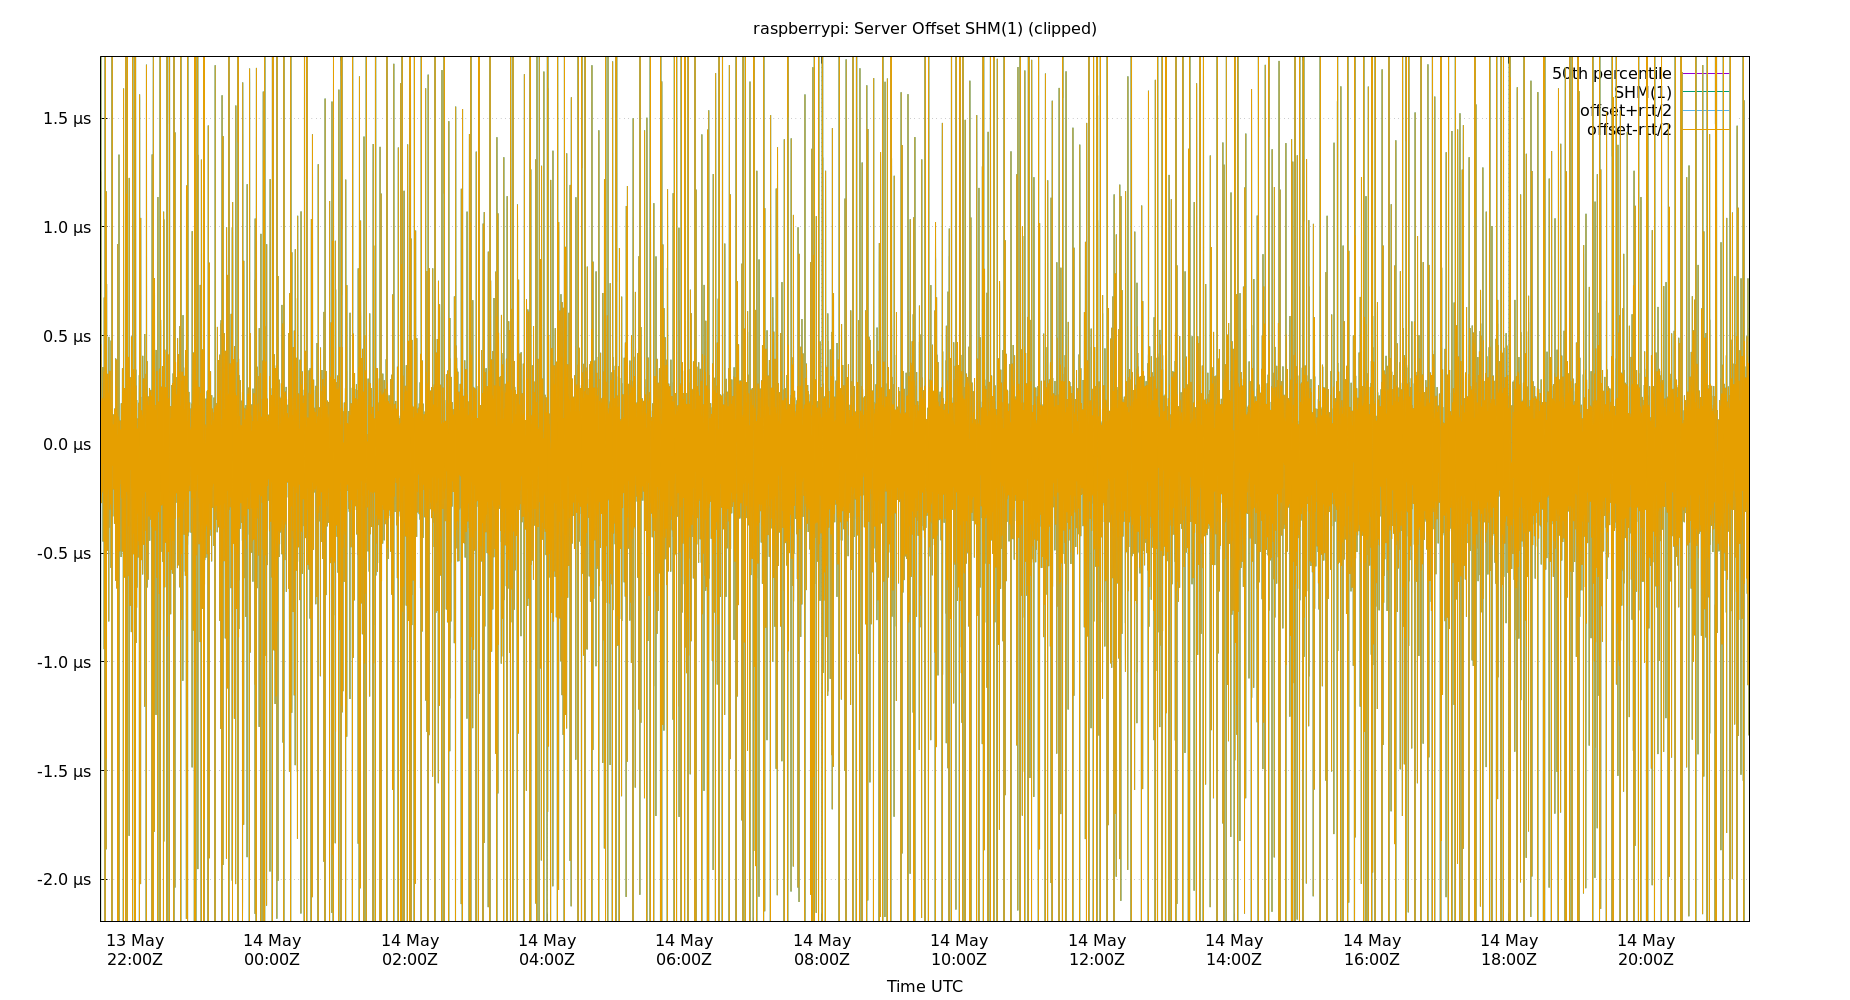 raspberrypi: Server Offset SHM(1) (clipped)
50th percentile
SHM(1)
offset+rtt/2
offset-rtt/2
1.5 µs
1.0 µs
0.5 µs
0.0 µs
-0.5 µs
-1.0 µs
-1.5 µs
-2.0 µs
13 May 14 May 14 May 14 May 14 May 14 May 14 May 14 May 14 May 14 May 14 May 14 May
22:00Z 00:00Z 02:00Z 04:00Z 06:00Z 08:00Z 10:00Z 12:00Z 14:00Z 16:00Z 18:00Z 20:00Z
Time UTC